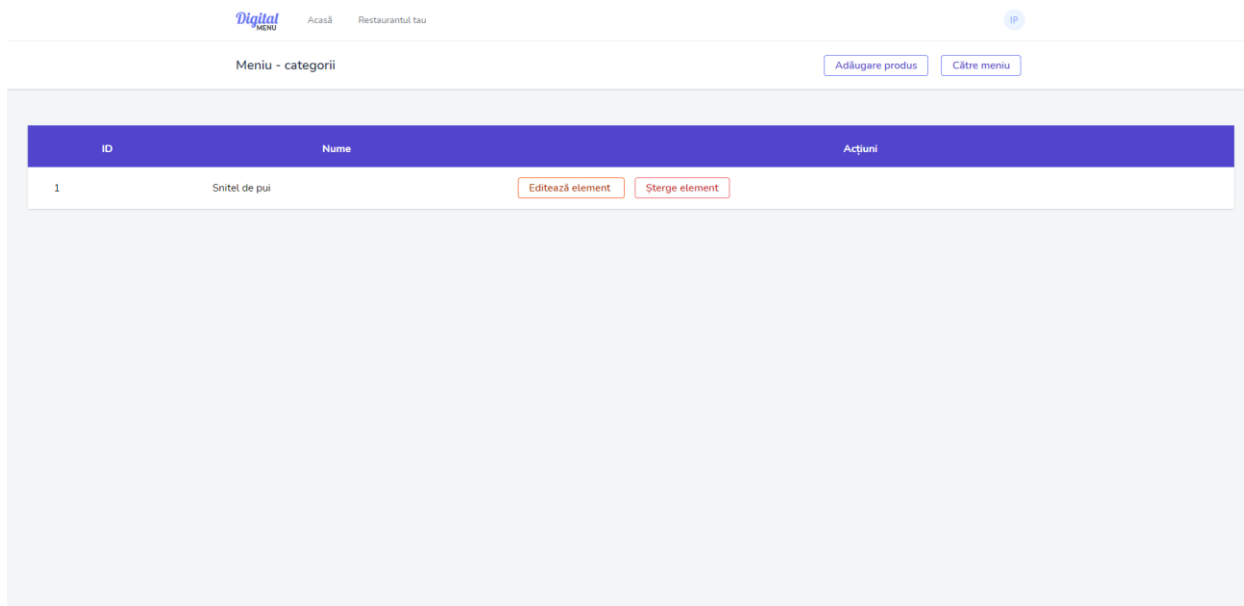 Digital MENU Acasă Restaurantul tau IP
Meniu - categorii Adăugare produs Către meniu
ID Nume Acțiuni
1 Snitel de pui Editează element Șterge element